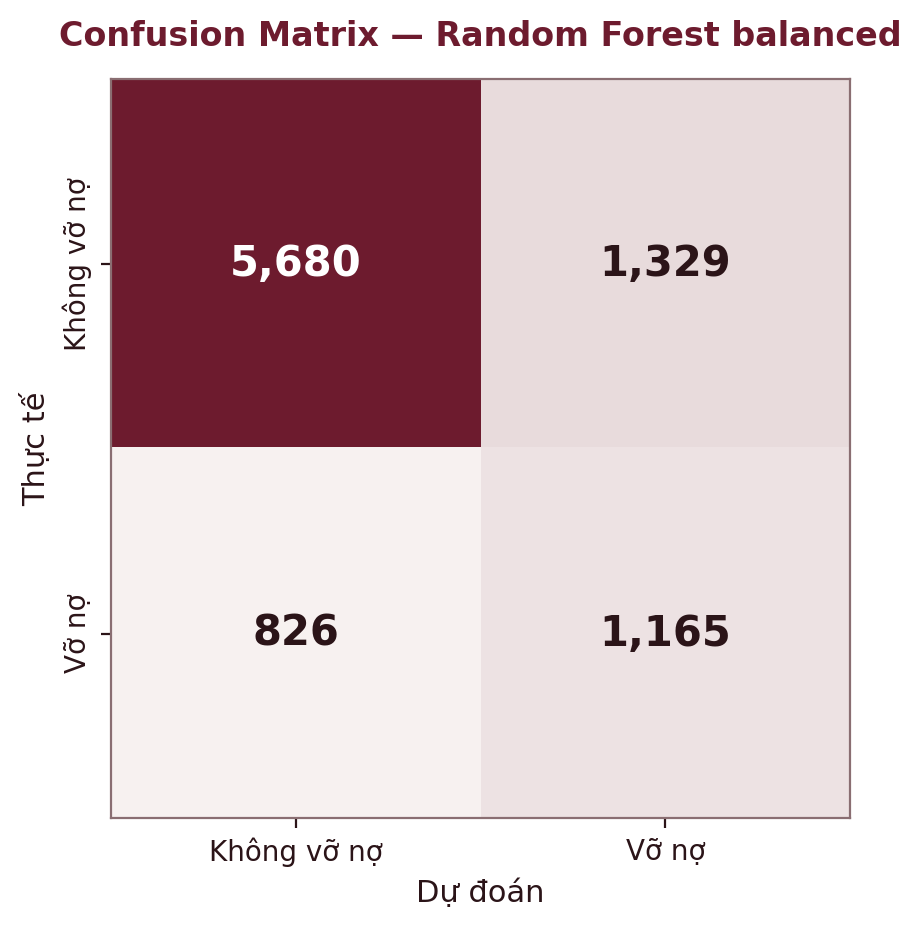 Confusion Matrix — Random Forest balanced
Thực tế
Không vỡ nợ
5,680
1,329
Vỡ nợ
826
1,165
Không vỡ nợ
Vỡ nợ
Dự đoán